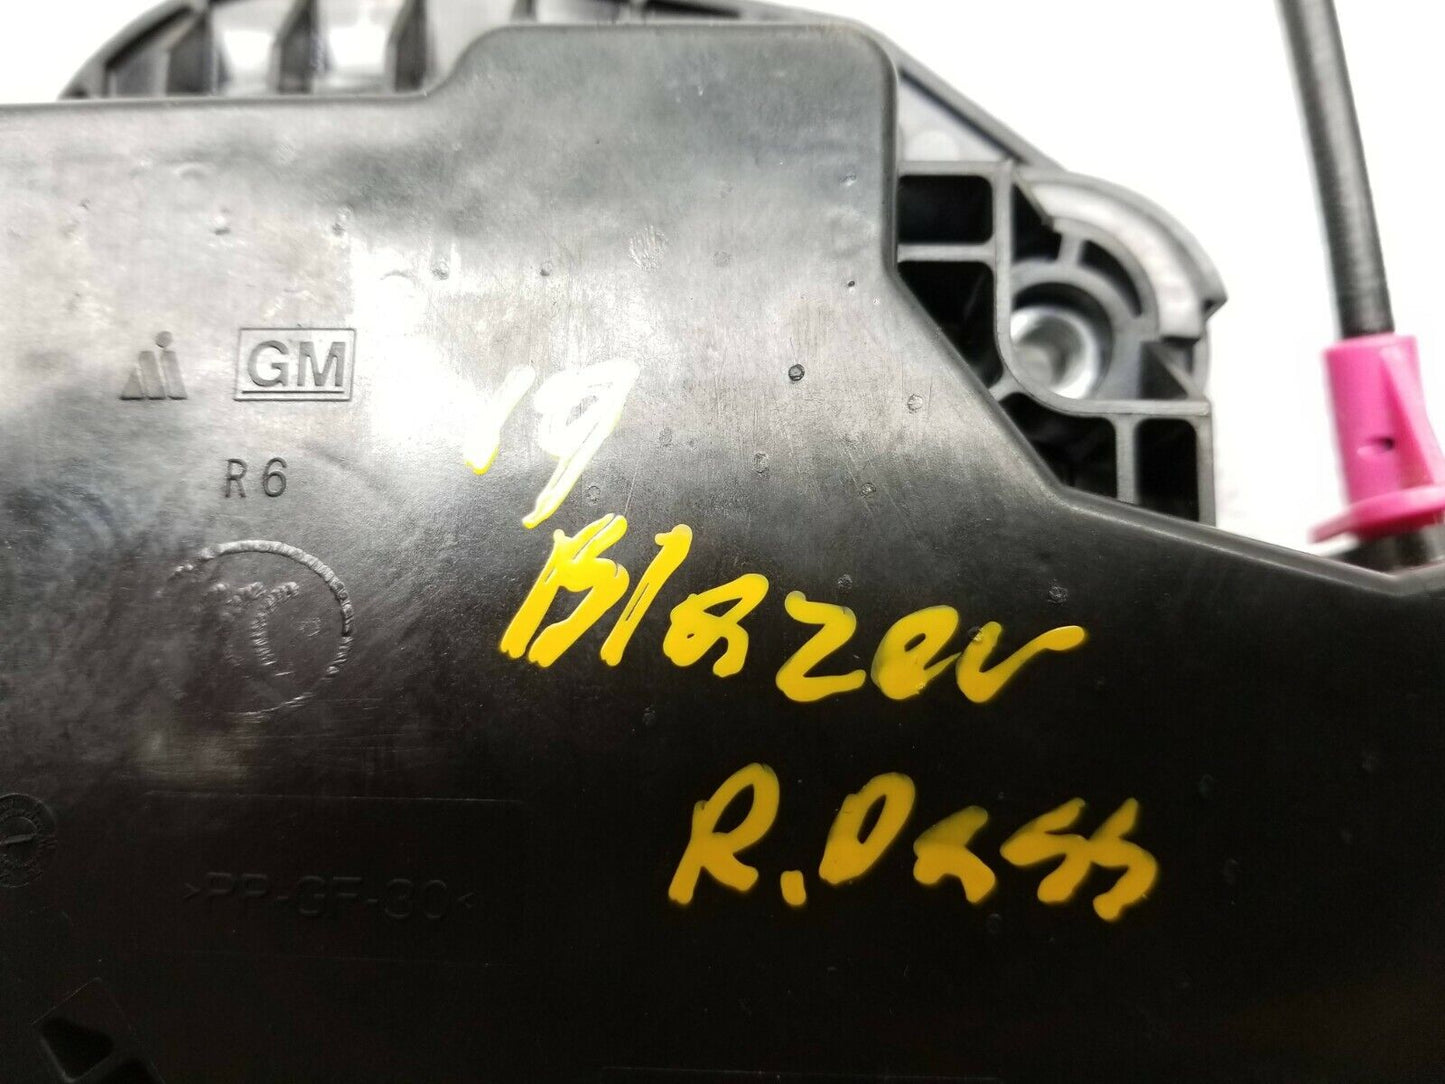 GM
R6
19
Blazer
R. Pass
>PP-GF-30<